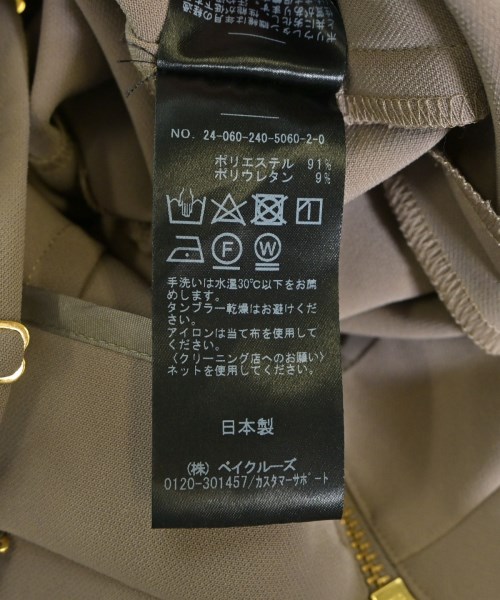 NO. 24-060-240-5060-2-0
ポリエステル 91%
ポリウレタン 9%
F W
手洗いは水温30℃以下をお薦
めします。
タンブラー乾燥はお避けくだ
さい。
アイロンは当て布を使用して
ください。
〈クリーニング店へのお願い〉
ネットを使用してください。
日本製
(株) ベイクルーズ
0120-301457/カスタマーサポート